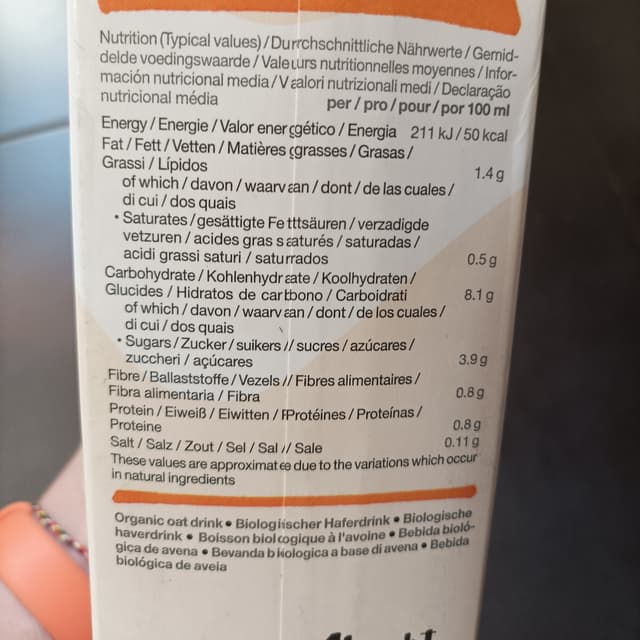 Nutrition (Typical values) / Durchschnittliche Nährwerte / Gemid-
delde voedingswaarde / Valeurs nutritionnelles moyennes / Infor-
mación nutricional media / Valori nutrizionali medi / Declaração
nutricional média per / pro / pour / por 100 ml
Energy / Energie / Valor energético / Energia 211 kJ / 50 kcal
Fat / Fett / Vetten / Matières grasses / Grasas /
Grassi / Lípidos 1.4 g
of which / davon / waarvan / dont / de las cuales /
di cui / dos quais
• Saturates / gesättigte Fettsäuren / verzadigde
vetzuren / acides gras saturés / saturadas /
acidi grassi saturi / saturados 0.5 g
Carbohydrate / Kohlenhydrate / Koolhydraten /
Glucides / Hidratos de carbono / Carboidrati 8.1 g
of which / davon / waarvan / dont / de los cuales /
di cui / dos quais
• Sugars / Zucker / suikers / sucres / azúcares /
zuccheri / açúcares 3.9 g
Fibre / Ballaststoffe / Vezels / Fibres alimentaires /
Fibra alimentaria / Fibra 0.8 g
Protein / Eiweiß / Eiwitten / Protéines / Proteínas /
Proteine 0.8 g
Salt / Salz / Zout / Sel / Sal / Sale 0.11 g
These values are approximate due to the variations which occur
in natural ingredients
Organic oat drink • Biologischer Haferdrink • Biologische
haverdrink • Boisson biologique à l'avoine • Bebida bioló-
gica de avena • Bevanda biologica a base di avena • Bebida
biológica de aveia